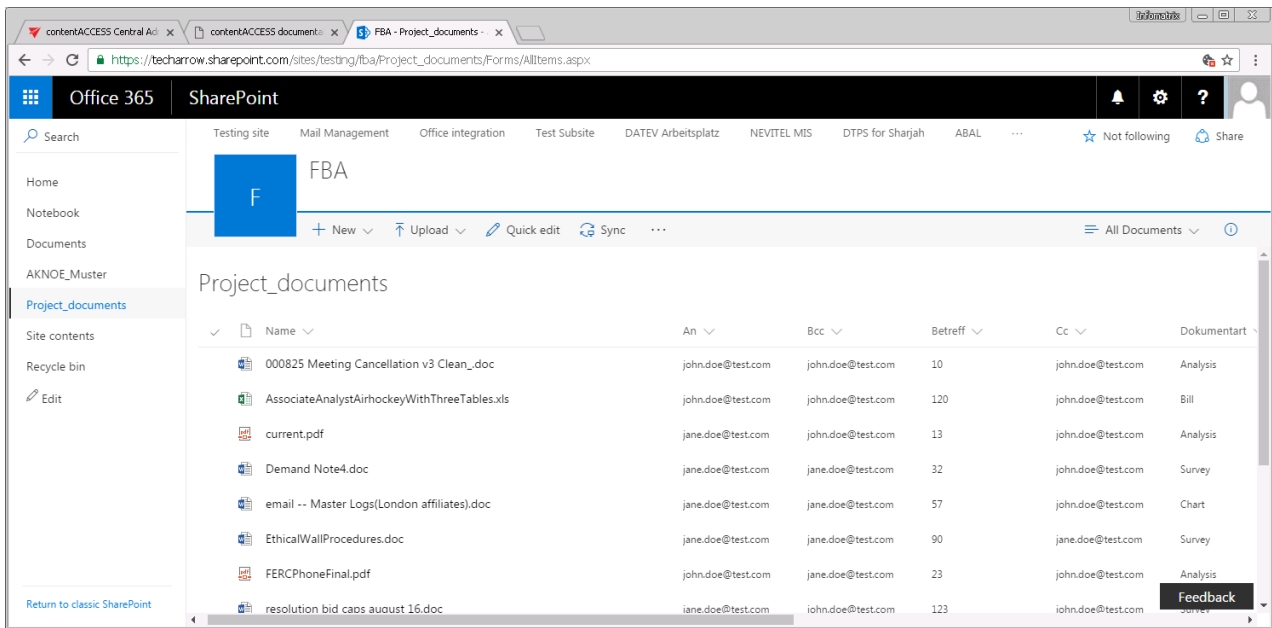 Infomatrix
contentACCESS Central Ad
contentACCESS documenta
FBA - Project_documents -
https://techarrow.sharepoint.com/sites/testing/fba/Project_documents/Forms/AllItems.aspx
Office 365 SharePoint ?
Search Testing site Mail Management Office integration Test Subsite DATEV Arbeitsplatz NEVITEL MIS DTPS for Sharjah ABAL ... Not following Share
F
FBA
Home
Notebook
Documents
AKNOE_Muster
Project_documents
Site contents
Recycle bin
Edit
Return to classic SharePoint
+ New Upload Quick edit Sync ... All Documents
Project_documents
Name An Bcc Betreff Cc Dokumentart
000825 Meeting Cancellation v3 Clean_.doc john.doe@test.com john.doe@test.com 10 john.doe@test.com Analysis
AssociateAnalystAirhockeyWithThreeTables.xls john.doe@test.com john.doe@test.com 120 john.doe@test.com Bill
current.pdf jane.doe@test.com john.doe@test.com 13 john.doe@test.com Analysis
Demand Note4.doc jane.doe@test.com jane.doe@test.com 32 john.doe@test.com Survey
email -- Master Logs(London affiliates).doc jane.doe@test.com jane.doe@test.com 57 john.doe@test.com Chart
EthicalWallProcedures.doc jane.doe@test.com jane.doe@test.com 90 jane.doe@test.com Survey
FERCPhoneFinal.pdf john.doe@test.com jane.doe@test.com 23 john.doe@test.com Analysis
resolution bid caps august 16.doc jane.doe@test.com john.doe@test.com 123 john.doe@test.com Survey
Feedback